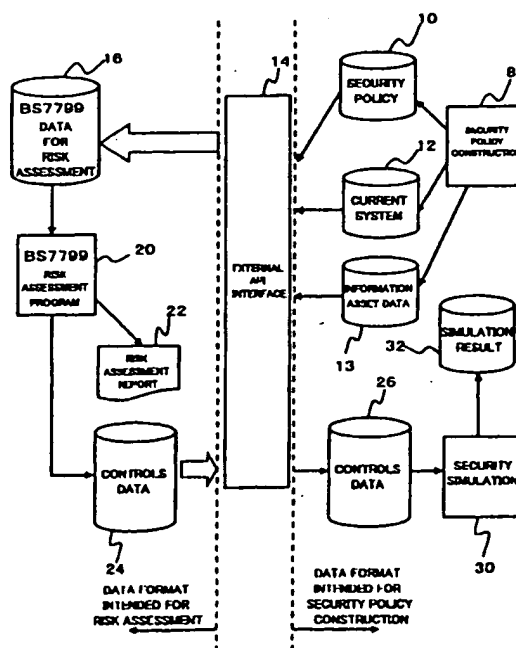 16
BS7799
DATA
FOR
RISK
ASSESSMENT
BS7799
RISK
ASSESSMENT
PROGRAM
20
22
RISK
ASSESSMENT
REPORT
CONTROLS
DATA
24
DATA FORMAT
INTENDED FOR
RISK ASSESSMENT
14
EXTERNAL
API
INTERFACE
10
SECURITY
POLICY
8
SECURITY
POLICY
CONSTRUCTION
12
CURRENT
SYSTEM
INFORMATION
ASSET DATA
13
32
SIMULATION
RESULT
26
CONTROLS
DATA
SECURITY
SIMULATION
30
DATA FORMAT
INTENDED FOR
SECURITY POLICY
CONSTRUCTION